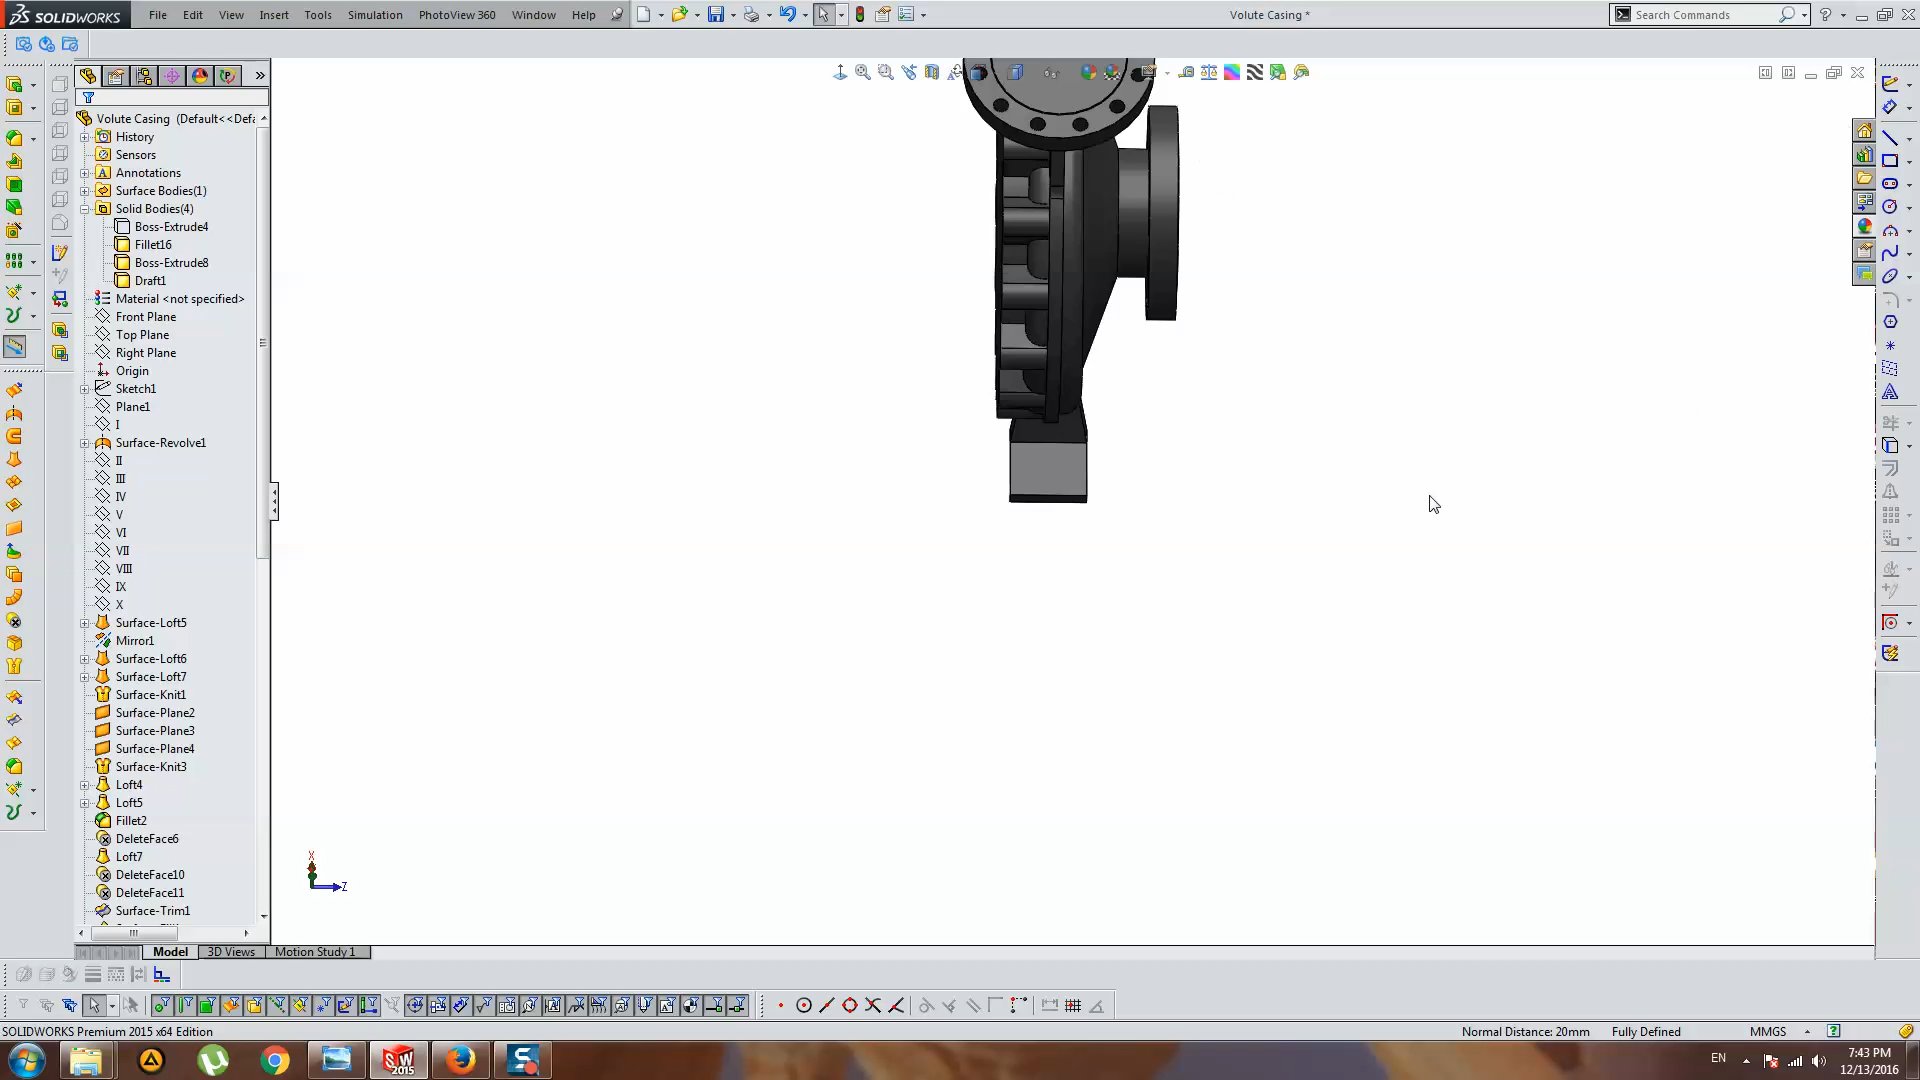 SOLIDWORKS File Edit View Insert Tools Simulation PhotoView 360 Window Help Volute Casing * Search Commands
Volute Casing (Default<<Defa
History
Sensors
Annotations
Surface Bodies(1)
Solid Bodies(4)
Boss-Extrude4
Fillet16
Boss-Extrude8
Draft1
Material <not specified>
Front Plane
Top Plane
Right Plane
Origin
Sketch1
Plane1
I
Surface-Revolve1
II
III
IV
V
VI
VII
VIII
IX
X
Surface-Loft5
Mirror1
Surface-Loft6
Surface-Loft7
Surface-Knit1
Surface-Plane2
Surface-Plane3
Surface-Plane4
Surface-Knit3
Loft4
Loft5
Fillet2
DeleteFace6
Loft7
DeleteFace10
DeleteFace11
Surface-Trim1
X
Z
Model 3D Views Motion Study 1
SOLIDWORKS Premium 2015 x64 Edition Normal Distance: 20mm Fully Defined MMGS
EN 7:43 PM
12/13/2016